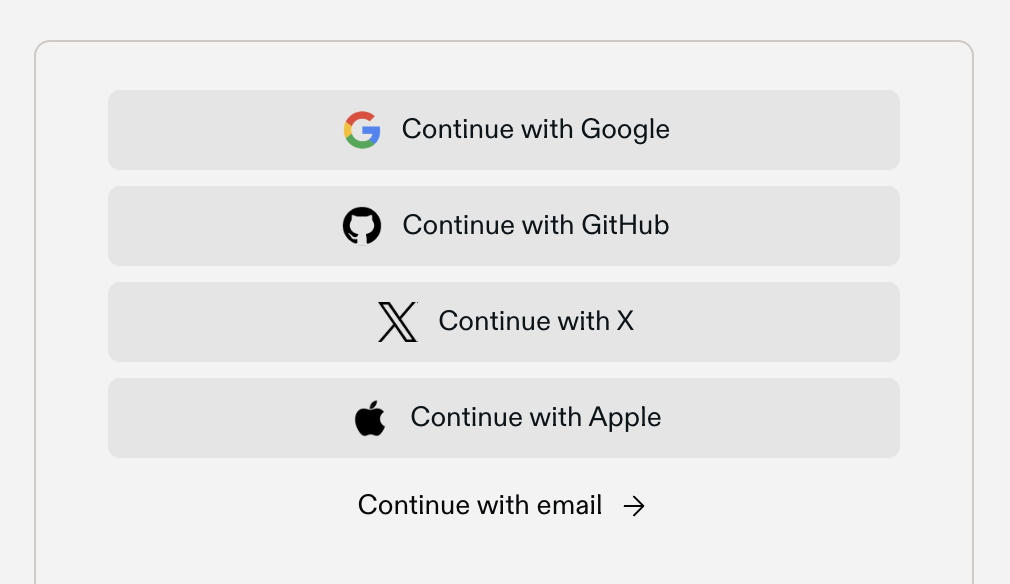 Continue with Google
Continue with GitHub
Continue with X
Continue with Apple
Continue with email →